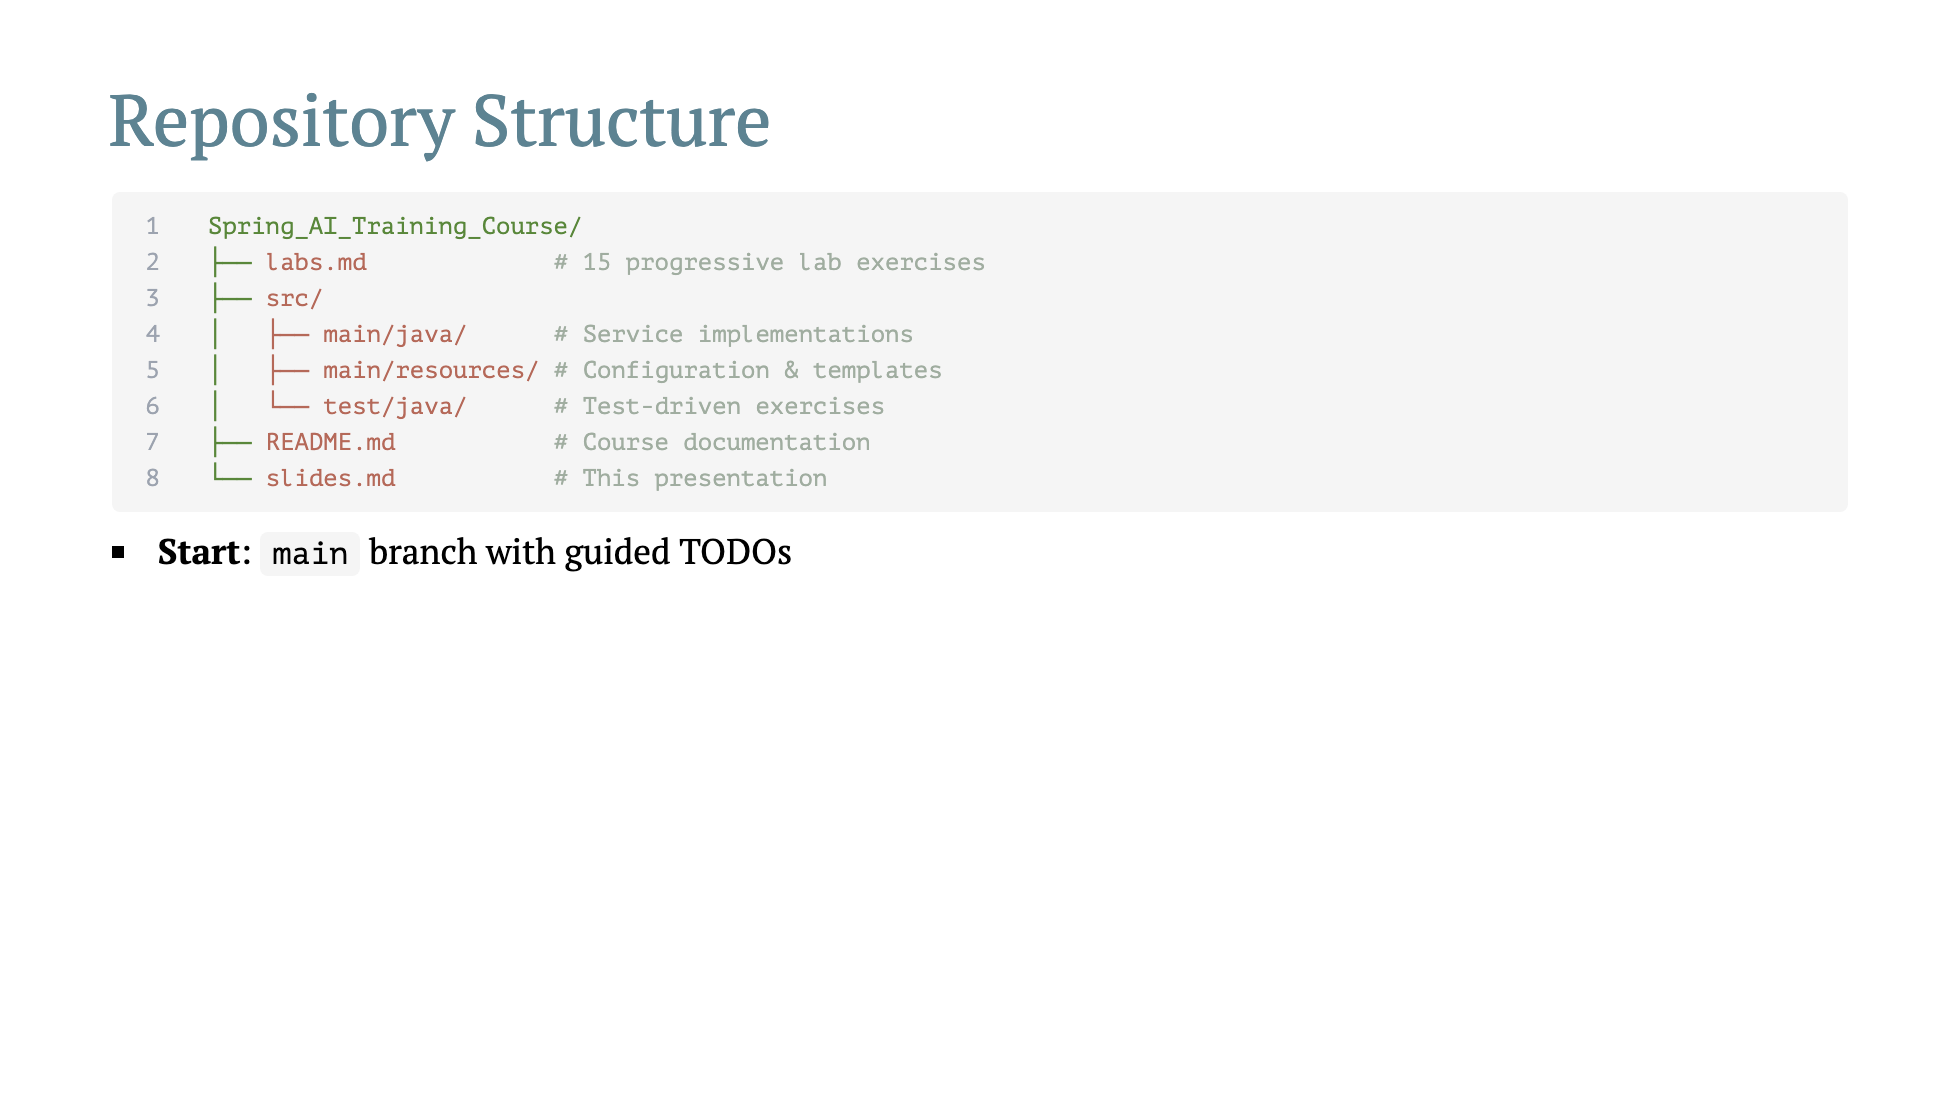 Repository Structure
1 Spring_AI_Training_Course/
2 ├── labs.md             # 15 progressive lab exercises
3 ├── src/
4 │   ├── main/java/      # Service implementations
5 │   ├── main/resources/ # Configuration & templates
6 │   └── test/java/      # Test-driven exercises
7 ├── README.md           # Course documentation
8 └── slides.md           # This presentation
▪ Start: main branch with guided TODOs